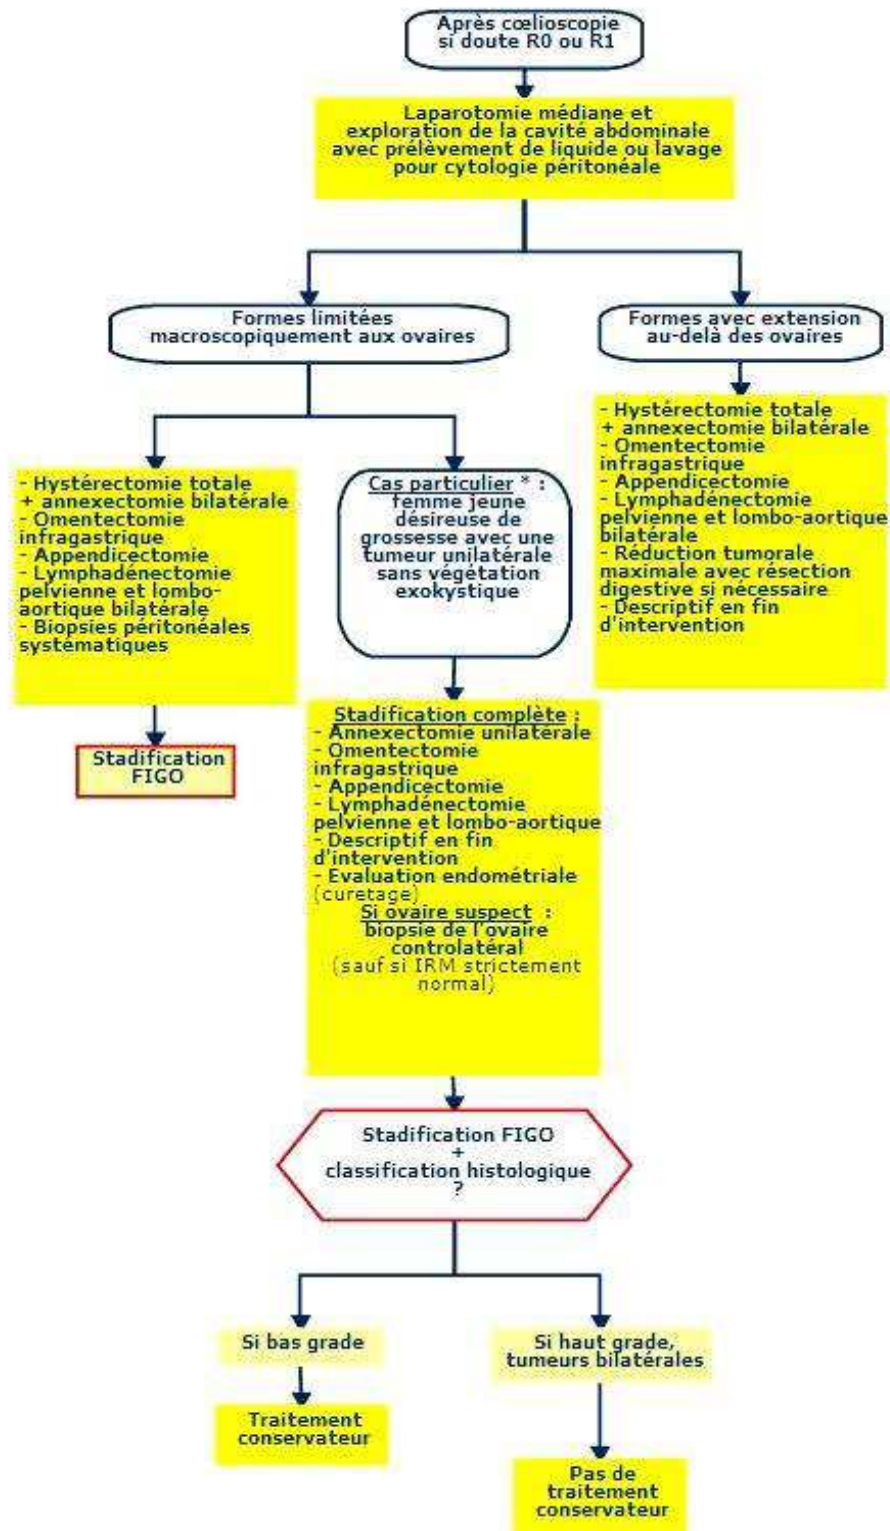 Après cœlioscopie
si doute R0 ou R1
Laparotomie médiane et
exploration de la cavité abdominale
avec prélèvement de liquide ou lavage
pour cytologie péritonéale
Formes limitées
macroscopiquement aux ovaires
Formes avec extension
au-delà des ovaires
- Hystérectomie totale
+ annexectomie bilatérale
- Omentectomie
infragastrique
- Appendicectomie
- Lymphadénectomie
pelvienne et lombo-
aortique bilatérale
- Biopsies péritonéales
systématiques
Cas particulier * :
femme jeune
désireuse de
grossesse avec une
tumeur unilatérale
sans végétation
exokystique
- Hystérectomie totale
+ annexectomie bilatérale
- Omentectomie
infragastrique
- Appendicectomie
- Lymphadénectomie
pelvienne et lombo-aortique
bilatérale
- Réduction tumorale
maximale avec résection
digestive si nécessaire
- Descriptif en fin
d'intervention
Stadification
FIGO
Stadification complète :
- Annexectomie unilatérale
- Omentectomie
infragastrique
- Appendicectomie
- Lymphadénectomie
pelvienne et lombo-aortique
- Descriptif en fin
d'intervention
- Evaluation endométriale
(curetage)
Si ovaire suspect :
biopsie de l'ovaire
controlatéral
(sauf si IRM strictement
normal)
Stadification FIGO
+
classification histologique
?
Si bas grade
Si haut grade,
tumeurs bilatérales
Traitement
conservateur
Pas de
traitement
conservateur